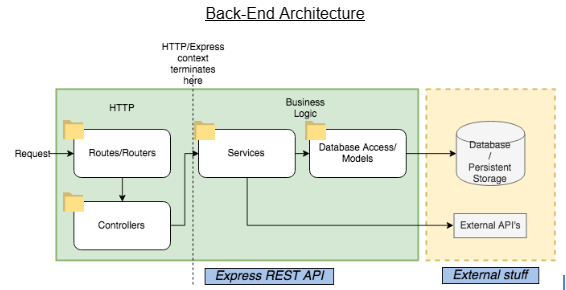 Back-End Architecture
HTTP/Express
context
terminates
here
HTTP
Business
Logic
Request
Routes/Routers
Services
Database Access/
Models
Database
/
Persistent
Storage
Controllers
External API's
Express REST API
External stuff